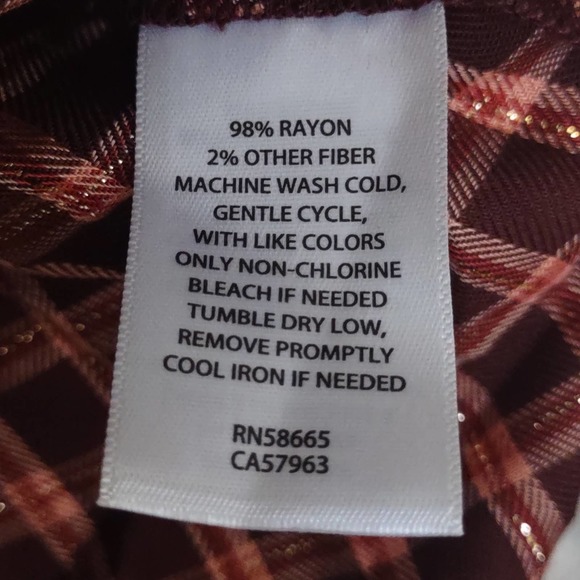 98% RAYON
2% OTHER FIBER
MACHINE WASH COLD,
GENTLE CYCLE,
WITH LIKE COLORS
ONLY NON-CHLORINE
BLEACH IF NEEDED
TUMBLE DRY LOW,
REMOVE PROMPTLY
COOL IRON IF NEEDED
RN58665
CA57963